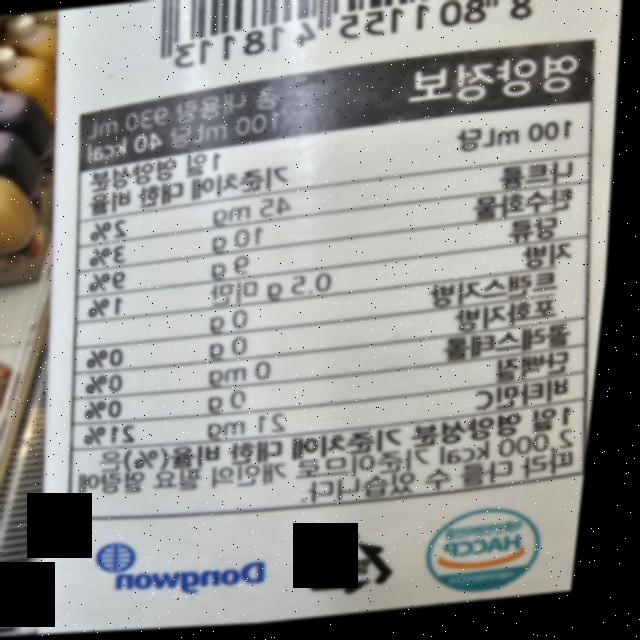 8 801155 418113
영양정보
총 내용량 930 mL
100 mL당 40 kcal
100 mL당
1일 영양성분
기준치에 대한 비율
나트륨 45 mg 2%
탄수화물 10 g 3%
당류 9 g 9%
지방 0.5 g 미만 1%
트랜스지방 0 g
포화지방 0 g 0%
콜레스테롤 0 mg 0%
단백질 0 g 0%
비타민C 21 mg 21%
1일 영양성분 기준치에 대한 비율(%)은
2,000 kcal 기준이므로 개인의 필요 열량에
따라 다를 수 있습니다.
HACCP
Dongwon